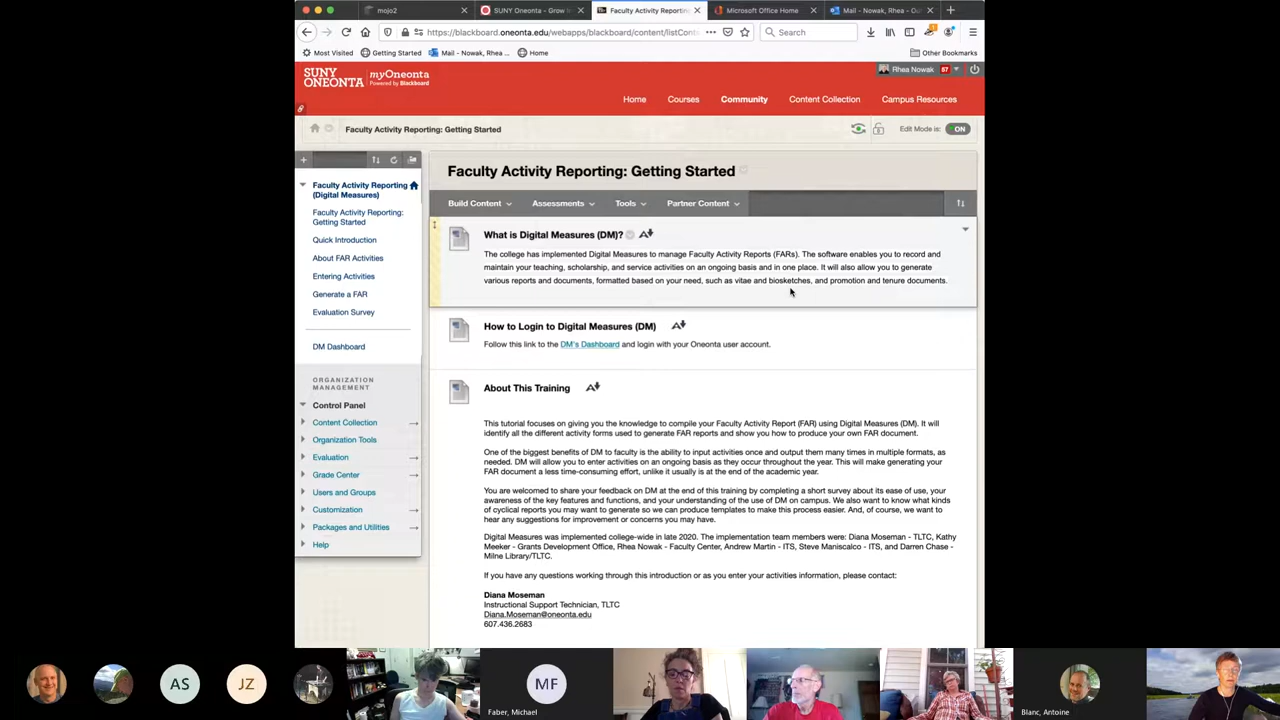 mojo2
SUNY Oneonta - Grow In
Faculty Activity Reporting
Microsoft Office Home
Mail - Nowak, Rhea - Out
https://blackboard.oneonta.edu/webapps/blackboard/content/listConte
Search
Most Visited
Getting Started
Mail - Nowak, Rhea ...
Home
Other Bookmarks
SUNY
ONEONTA
myOneonta
Powered by Blackboard
Rhea Nowak 67
Home
Courses
Community
Content Collection
Campus Resources
Faculty Activity Reporting: Getting Started
Edit Mode is: ON
Faculty Activity Reporting
(Digital Measures)
Faculty Activity Reporting:
Getting Started
Quick Introduction
About FAR Activities
Entering Activities
Generate a FAR
Evaluation Survey
DM Dashboard
ORGANIZATION
MANAGEMENT
Control Panel
Content Collection
Organization Tools
Evaluation
Grade Center
Users and Groups
Customization
Packages and Utilities
Help
Faculty Activity Reporting: Getting Started
Build Content
Assessments
Tools
Partner Content
What is Digital Measures (DM)?
The college has implemented Digital Measures to manage Faculty Activity Reports (FARs). The software enables you to record and
maintain your teaching, scholarship, and service activities on an ongoing basis and in one place. It will also allow you to generate
various reports and documents, formatted based on your need, such as vitae and biosketches, and promotion and tenure documents.
How to Login to Digital Measures (DM)
Follow this link to the DM's Dashboard and login with your Oneonta user account.
About This Training
This tutorial focuses on giving you the knowledge to compile your Faculty Activity Report (FAR) using Digital Measures (DM). It will
identify all the different activity forms used to generate FAR reports and show you how to produce your own FAR document.
One of the biggest benefits of DM to faculty is the ability to input activities once and output them many times in multiple formats, as
needed. DM will allow you to enter activities on an ongoing basis as they occur throughout the year. This will make generating your
FAR document a less time-consuming effort, unlike it usually is at the end of the academic year.
You are welcomed to share your feedback on DM at the end of this training by completing a short survey about its ease of use, your
awareness of the key features and functions, and your understanding of the use of DM on campus. We also want to know what kinds
of cyclical reports you may want to generate so we can produce templates to make this process easier. And, of course, we want to
hear any suggestions for improvement or concerns you may have.
Digital Measures was implemented college-wide in late 2020. The implementation team members were: Diana Moseman - TLTC, Kathy
Meeker - Grants Development Office, Rhea Nowak - Faculty Center, Andrew Martin - ITS, Steve Maniscalco - ITS, and Darren Chase -
Milne Library/TLTC.
If you have any questions working through this introduction or as you enter your activities information, please contact:
Diana Moseman
Instructional Support Technician, TLTC
Diana.Moseman@oneonta.edu
607.436.2683
AS
JZ
MF
Faber, Michael
Blanc, Antoine